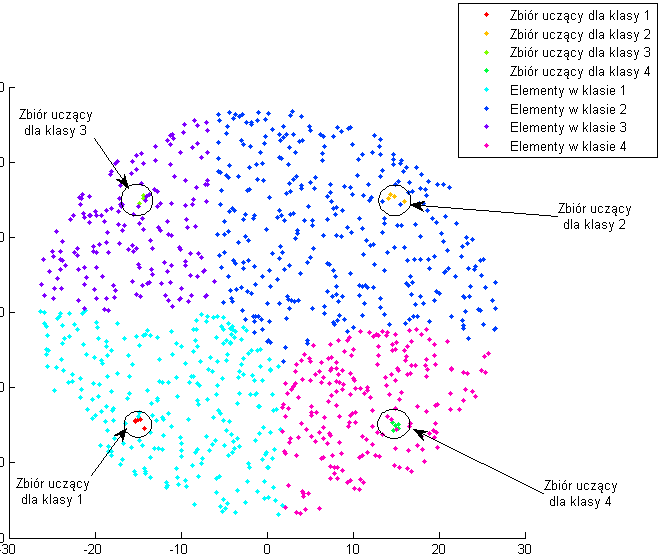 Zbiór uczący dla klasy 1
Zbiór uczący dla klasy 2
Zbiór uczący dla klasy 3
Zbiór uczący dla klasy 4
Elementy w klasie 1
Elementy w klasie 2
Elementy w klasie 3
Elementy w klasie 4
Zbiór uczący
dla klasy 3
Zbiór uczący
dla klasy 2
Zbiór uczący
dla klasy 1
Zbiór uczący
dla klasy 4
-30 -20 -10 0 10 20 30